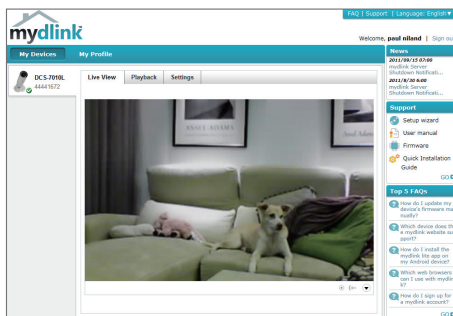 FAQ | Support | Language: English
mydlink
Welcome, paul niland | Sign ou
My Devices
My Profile
DCS-7010L
44441672
Live View
Playback
Settings
ANSEL ADAMS
News
2011/09/15 07:00
mydlink Server
Shutdown Notificati...
2011/8/30 6:00
mydlink Server
Shutdown Notificati...
Support
Setup wizard
User manual
Firmware
Quick Installation
Guide
GO
Top 5 FAQs
How do I update my
device's firmware ma
nually?
Which device does th
e mydlink website su
pport?
How do I install the
mydlink lite app on
my Android device?
Which web browsers
can I use with mydlin
k?
How do I sign up for
a mydlink account?
GO